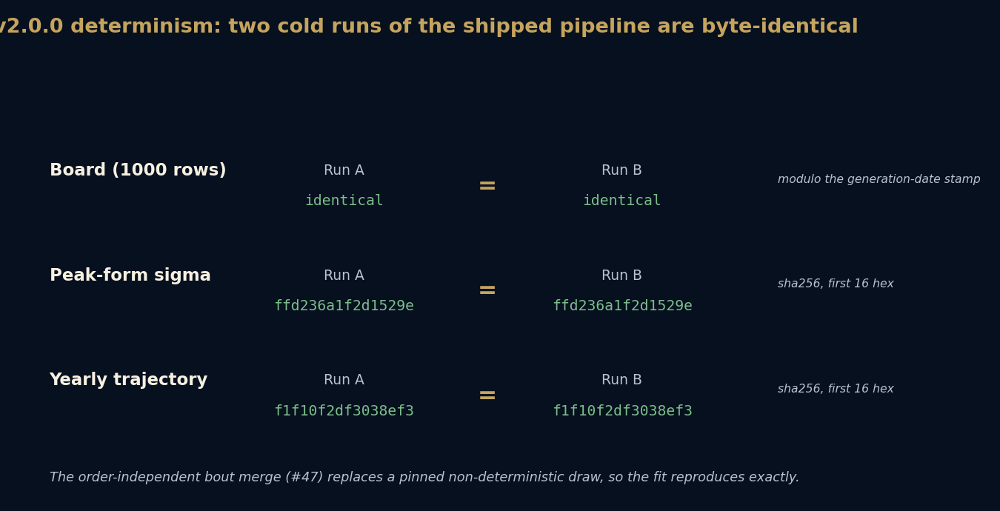 v2.0.0 determinism: two cold runs of the shipped pipeline are byte-identical
Board (1000 rows)
Run A
identical
=
Run B
identical
modulo the generation-date stamp
Peak-form sigma
Run A
ffd236a1f2d1529e
=
Run B
ffd236a1f2d1529e
sha256, first 16 hex
Yearly trajectory
Run A
f1f10f2df3038ef3
=
Run B
f1f10f2df3038ef3
sha256, first 16 hex
The order-independent bout merge (#47) replaces a pinned non-deterministic draw, so the fit reproduces exactly.